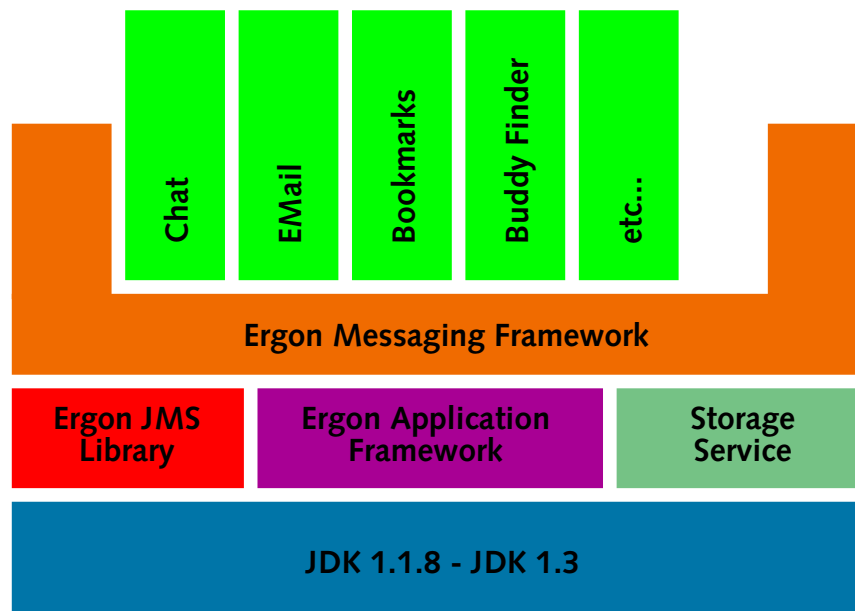 Chat
EMail
Bookmarks
Buddy Finder
etc...
Ergon Messaging Framework
Ergon JMS
Library
Ergon Application
Framework
Storage
Service
JDK 1.1.8 - JDK 1.3